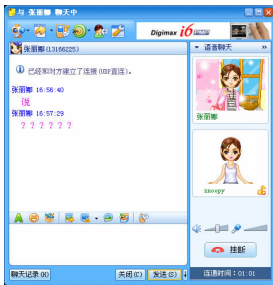 与 张丽娜 聊天中
Digimax i6
张丽娜(13166225)
语音聊天
已经和对方建立了连接(UDP直连)。
张丽娜 16:56:40
说
张丽娜 16:57:29
??????
张丽娜
znoopy
挂断
聊天记录(H)
关闭(C)
发送(S)
连通时间:01:01